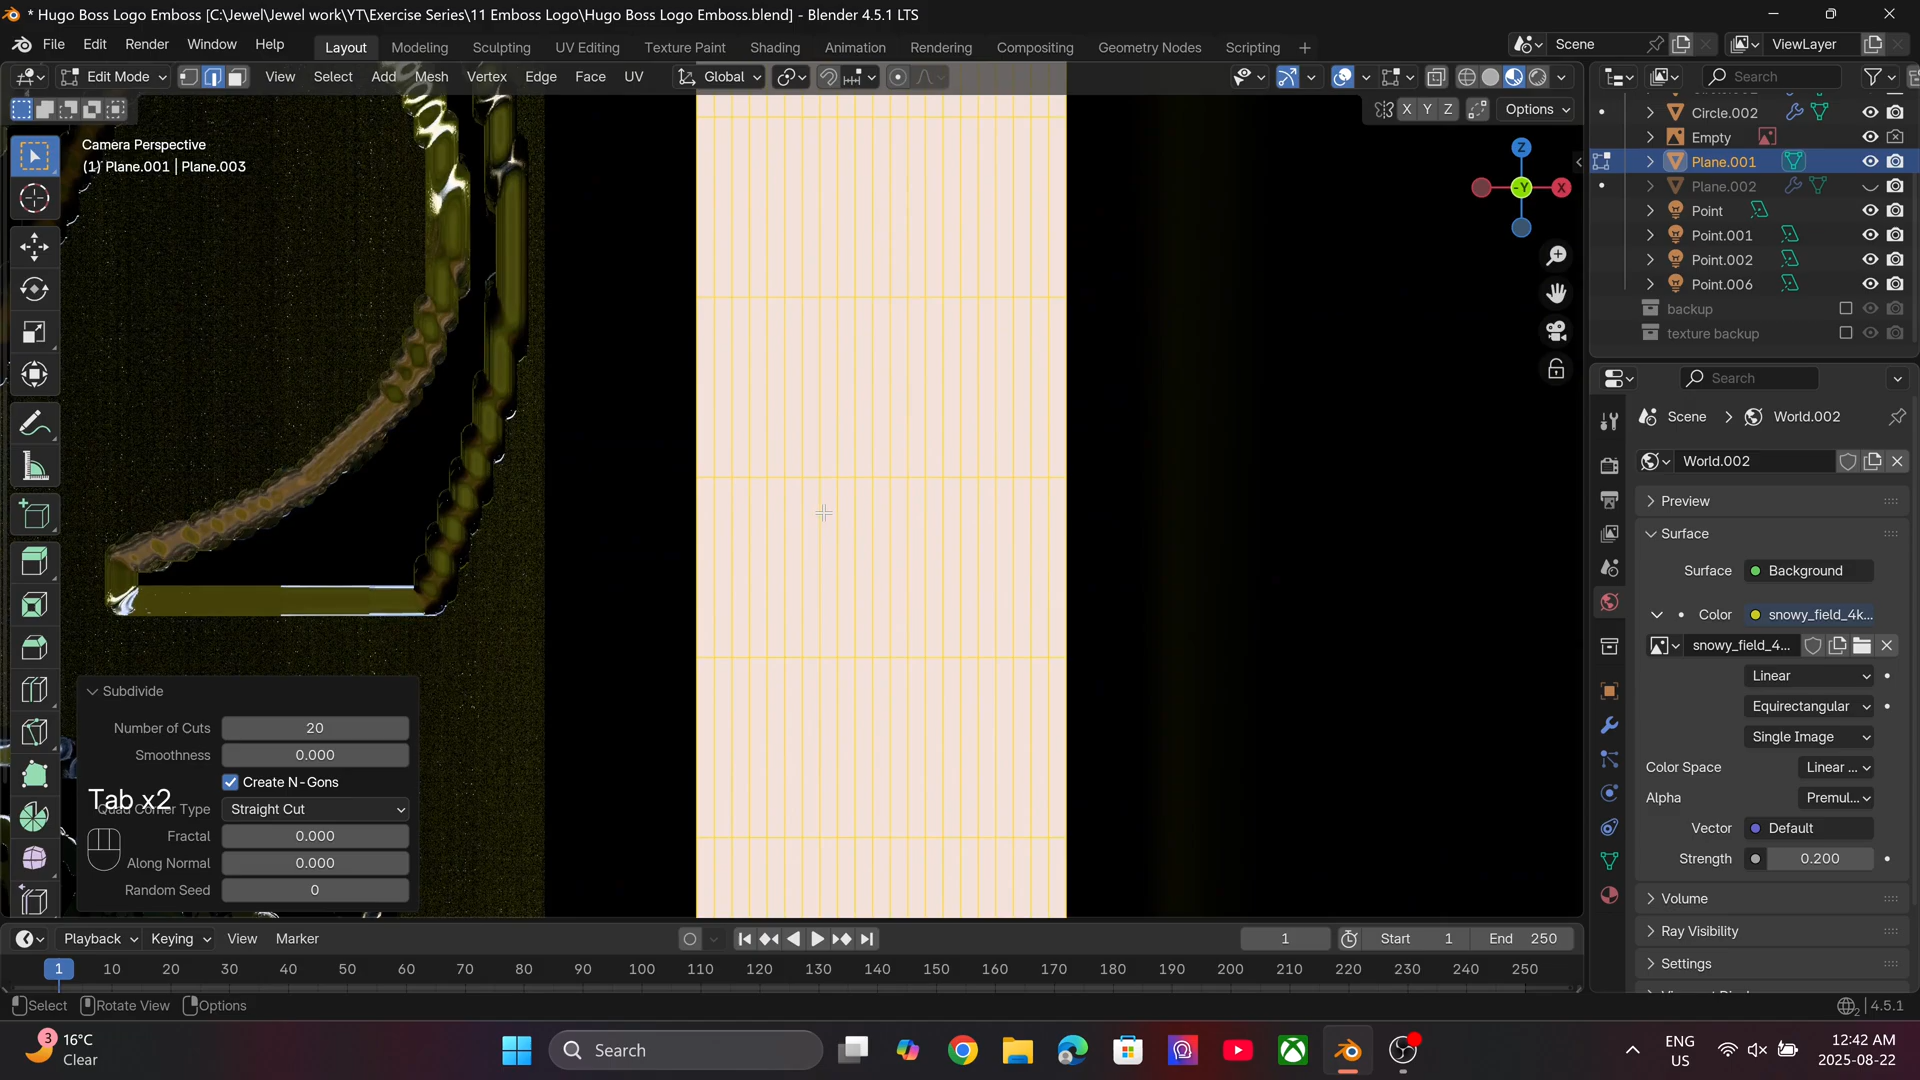 * Hugo Boss Logo Emboss [C:\Jewel\Jewel work\YT\Exercise Series\11 Emboss Logo\Hugo Boss Logo Emboss.blend] - Blender 4.5.1 LTS
File Edit Render Window Help
Layout Modeling Sculpting UV Editing Texture Paint Shading Animation Rendering Compositing Geometry Nodes Scripting
Scene
ViewLayer
Edit Mode View Select Add Mesh Vertex Edge Face UV
Global
Search
X Y Z Options
Camera Perspective
(1) Plane.001 | Plane.003
Z
-Y
X
Circle.002
Empty
Plane.001
Plane.002
Point
Point.001
Point.002
Point.006
backup
texture backup
Search
Scene > World.002
World.002
Preview
Surface
Surface Background
Color snowy_field_4k...
snowy_field_4...
Linear
Equirectangular
Single Image
Color Space Linear ...
Alpha Premul...
Vector Default
Strength 0.200
Volume
Ray Visibility
Settings
Subdivide
Number of Cuts 20
Smoothness 0.000
Create N-Gons
Tab x2
Type Straight Cut
Fractal 0.000
Along Normal 0.000
Random Seed 0
Playback Keying View Marker
1
Start 1
End 250
1 10 20 30 40 50 60 70 80 90 100 110 120 130 140 150 160 170 180 190 200 210 220 230 240 250
Select Rotate View Options
4.5.1
3
16°C
Clear
Search
ENG
US
12:42 AM
2025-08-22